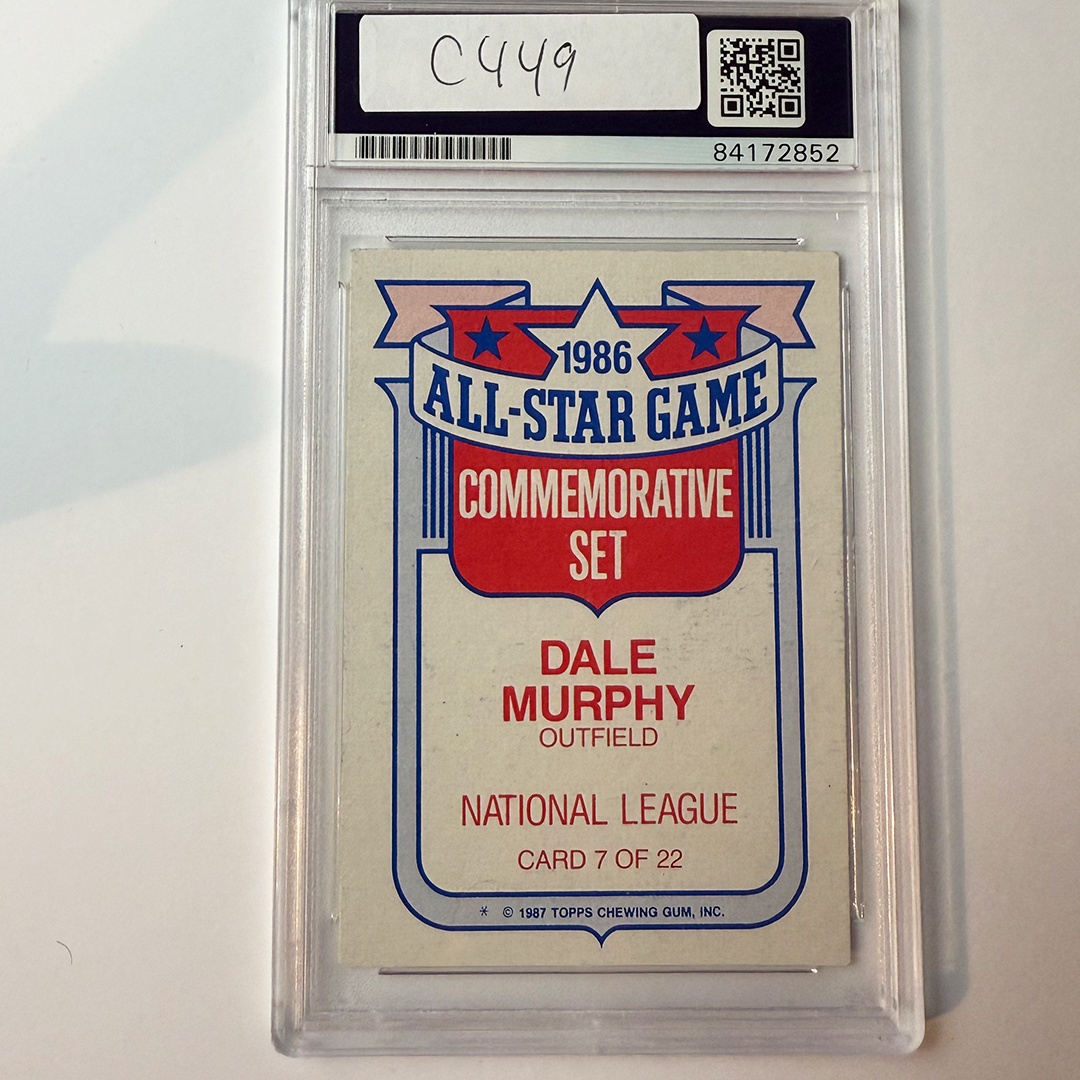 C449
84172852
1986
ALL-STAR GAME
COMMEMORATIVE
SET
DALE
MURPHY
OUTFIELD
NATIONAL LEAGUE
CARD 7 OF 22
* © 1987 TOPPS CHEWING GUM, INC.